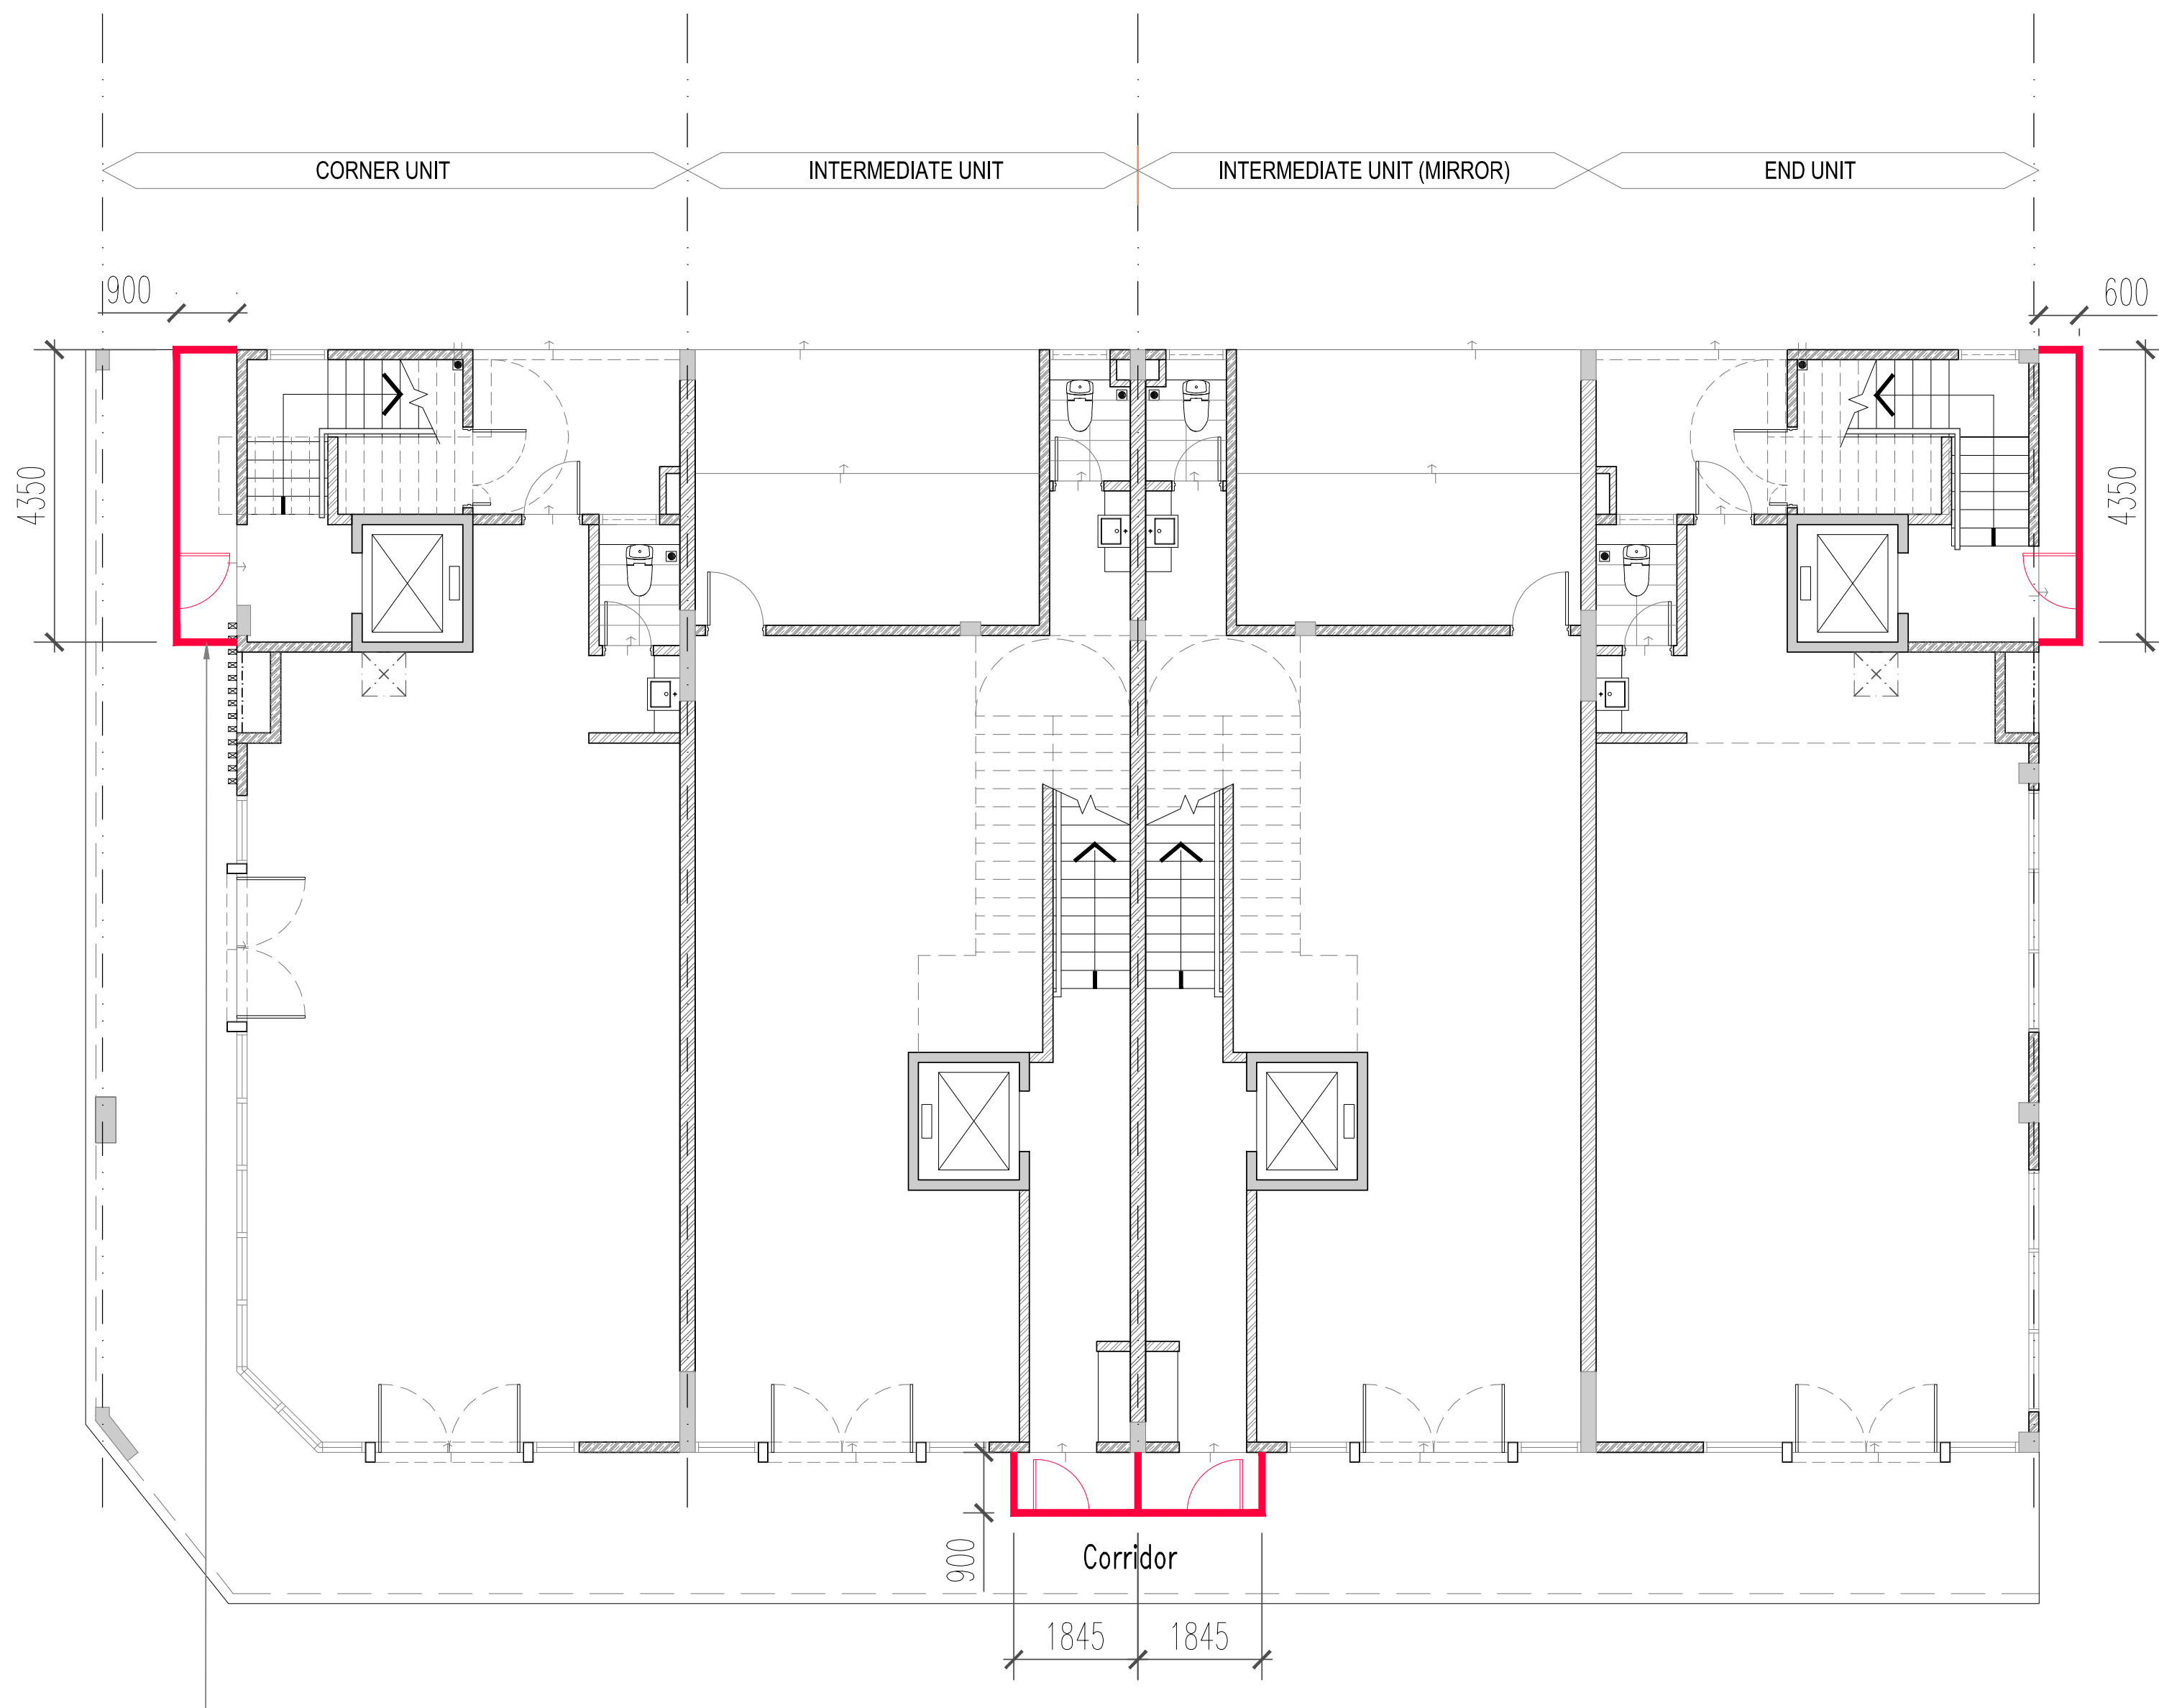 CORNER UNIT
INTERMEDIATE UNIT
INTERMEDIATE UNIT (MIRROR)
END UNIT
900
600
4350
4350
900
Corridor
1845
1845